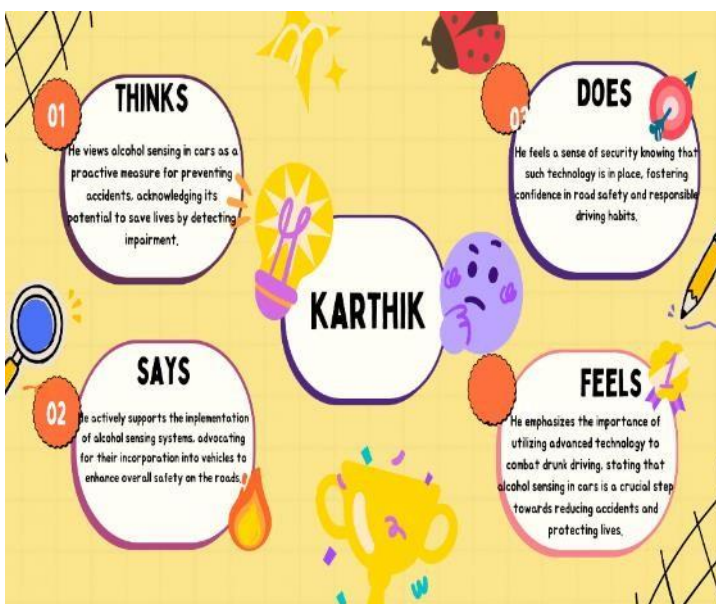 01
THINKS
He views alcohol sensing in cars as a
proactive measure for preventing
accidents, acknowledging its
potential to save lives by detecting
impairment.
02
SAYS
He actively supports the implementation
of alcohol sensing systems, advocating
for their incorporation into vehicles to
enhance overall safety on the roads.
KARTHIK
03
DOES
He feels a sense of security knowing that
such technology is in place, fostering
confidence in road safety and responsible
driving habits.
FEELS
1
He emphasizes the importance of
utilizing advanced technology to
combat drunk driving, stating that
alcohol sensing in cars is a crucial step
towards reducing accidents and
protecting lives.